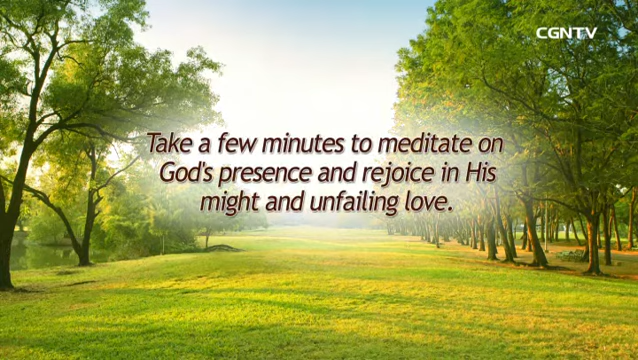 CGNTV
Take a few minutes to meditate on
God's presence and rejoice in His
might and unfailing love.